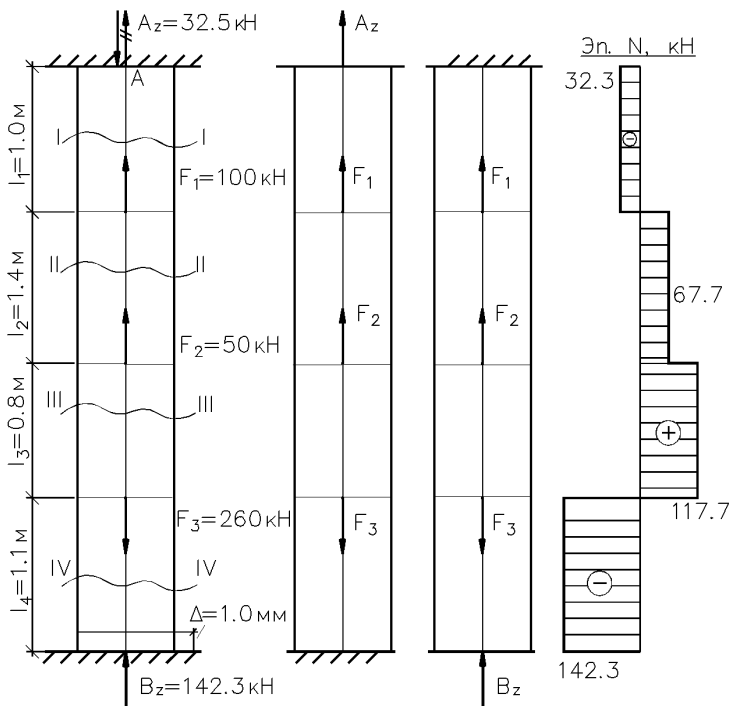 Az=32.5кН
Az
Эп. N, кН
A
32.3
l1=1.0м
I I
⊖
F1=100кН
F1
F1
l2=1.4м
II II
67.7
F2=50кН
F2
F2
l3=0.8м
III III
+
F3=260кН
F3
F3
117.7
l4=1.1м
IV IV
−
Δ=1.0мм
142.3
Bz=142.3кН
Bz